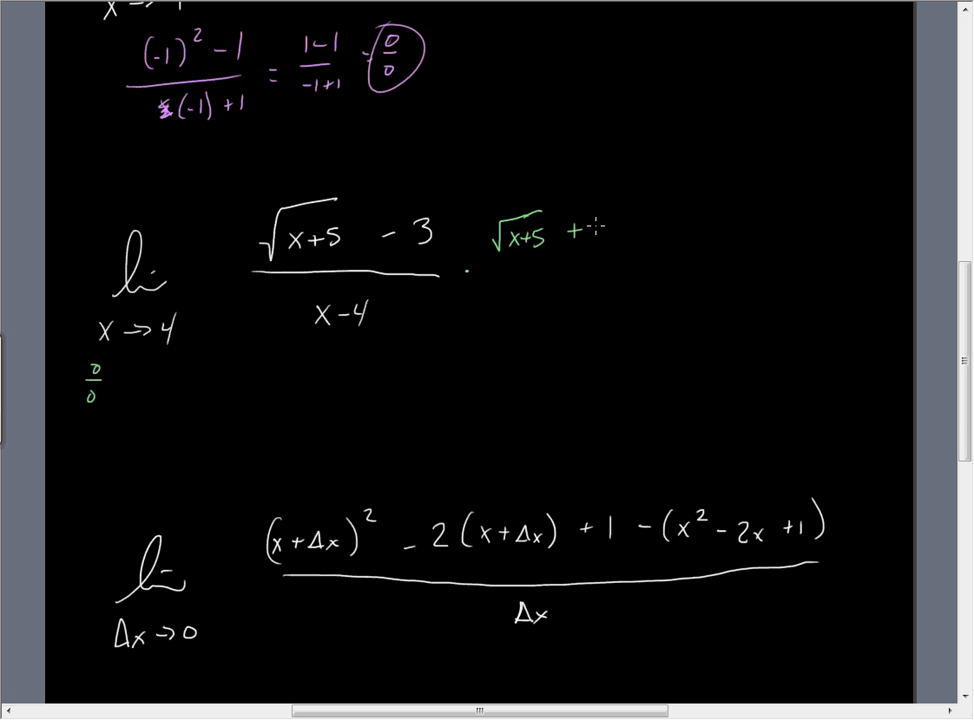 x → -1
(-1)² - 1 / (-1) + 1 = 1 - 1 / -1 + 1 = 0/0
lim x → 4 √(x+5) - 3 / x - 4 · √(x+5) +
0/0
lim Δx → 0 (x + Δx)² - 2(x + Δx) + 1 - (x² - 2x + 1) / Δx